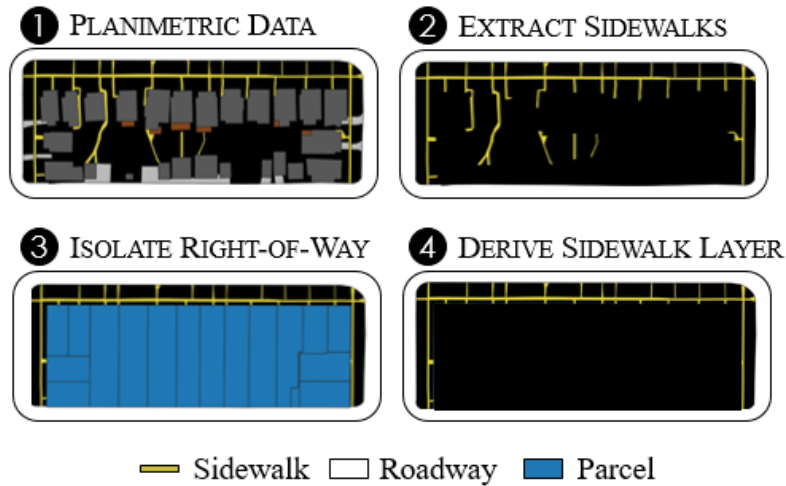 1 PLANIMETRIC DATA
2 EXTRACT SIDEWALKS
3 ISOLATE RIGHT-OF-WAY
4 DERIVE SIDEWALK LAYER
Sidewalk Roadway Parcel